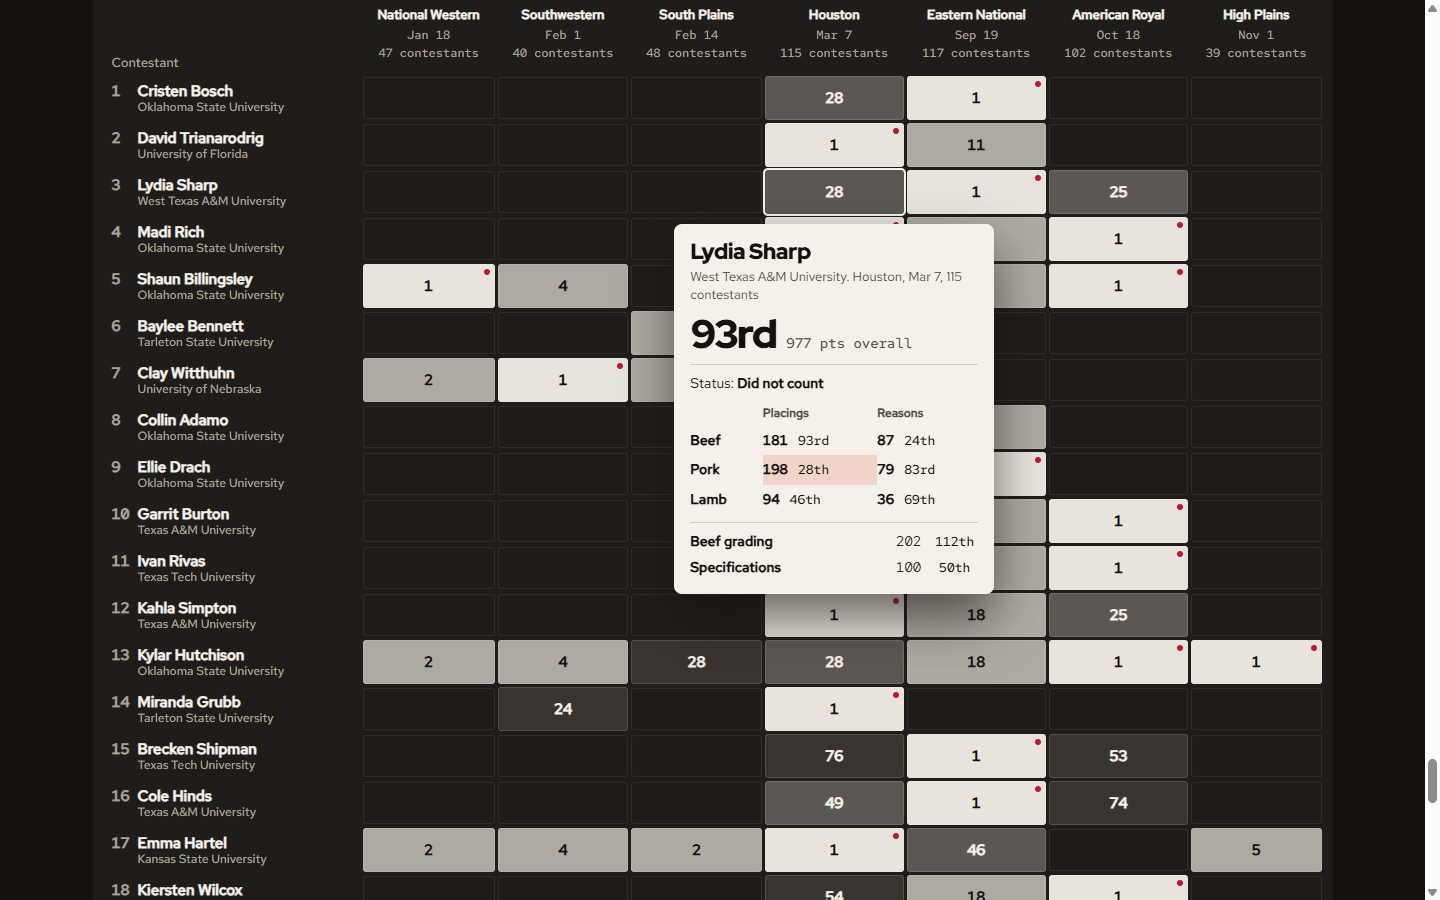 National Western Southwestern South Plains Houston Eastern National American Royal High Plains
Jan 18 Feb 1 Feb 14 Mar 7 Sep 19 Oct 18 Nov 1
47 contestants 40 contestants 48 contestants 115 contestants 117 contestants 102 contestants 39 contestants
Contestant
1 Cristen Bosch 28 1
Oklahoma State University
2 David Trianarodrig 1 11
University of Florida
3 Lydia Sharp 28 1 25
West Texas A&M University
4 Madi Rich 1
Oklahoma State University
5 Shaun Billingsley 1 4 1
Oklahoma State University
6 Baylee Bennett
Tarleton State University
7 Clay Witthuhn 2 1
University of Nebraska
8 Collin Adamo
Oklahoma State University
9 Ellie Drach
Oklahoma State University
10 Garrit Burton 1
Texas A&M University
11 Ivan Rivas 1
Texas Tech University
12 Kahla Simpton 1 18 25
Texas A&M University
13 Kylar Hutchison 2 4 28 28 18 1 1
Oklahoma State University
14 Miranda Grubb 24 1
Tarleton State University
15 Brecken Shipman 76 1 53
Texas Tech University
16 Cole Hinds 49 1 74
Texas A&M University
17 Emma Hartel 2 4 2 1 46 5
Kansas State University
18 Kiersten Wilcox 54 18 1
Lydia Sharp
West Texas A&M University. Houston, Mar 7, 115
contestants
93rd 977 pts overall
Status: Did not count
Placings Reasons
Beef 181 93rd 87 24th
Pork 198 28th 79 83rd
Lamb 94 46th 36 69th
Beef grading 202 112th
Specifications 100 50th